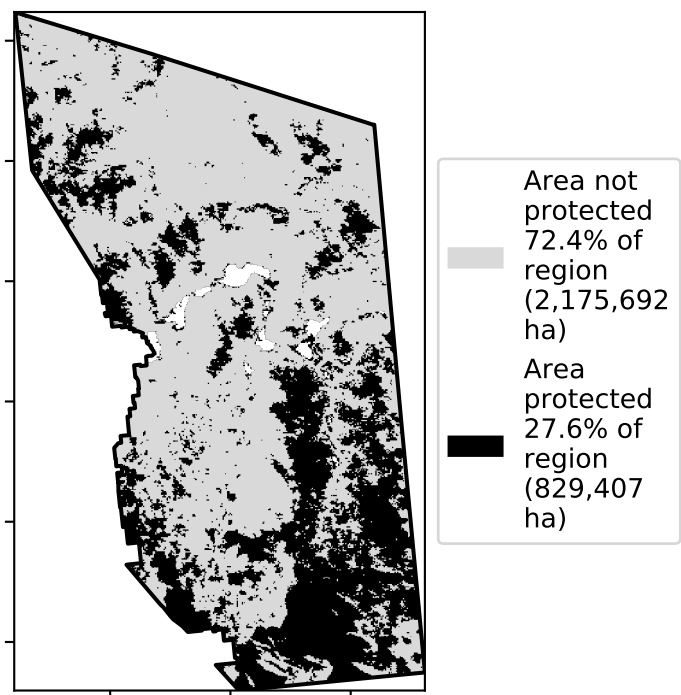 Area not
protected
72.4% of
region
(2,175,692
ha)
Area
protected
27.6% of
region
(829,407
ha)